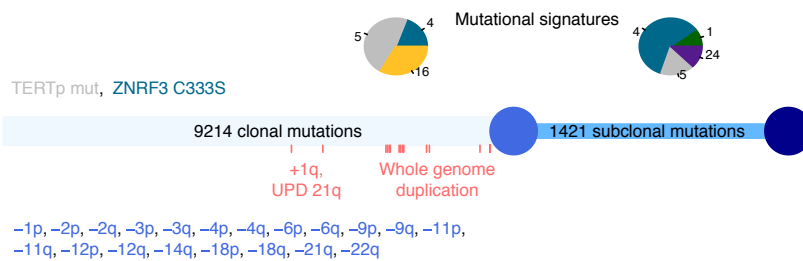 Mutational signatures
5
4
16
4
1
24
5
TERTp mut, ZNRF3 C333S
9214 clonal mutations
1421 subclonal mutations
+1q,
UPD 21q
Whole genome
duplication
–1p, –2p, –2q, –3p, –3q, –4p, –4q, –6p, –6q, –9p, –9q, –11p,
–11q, –12p, –12q, –14q, –18p, –18q, –21q, –22q